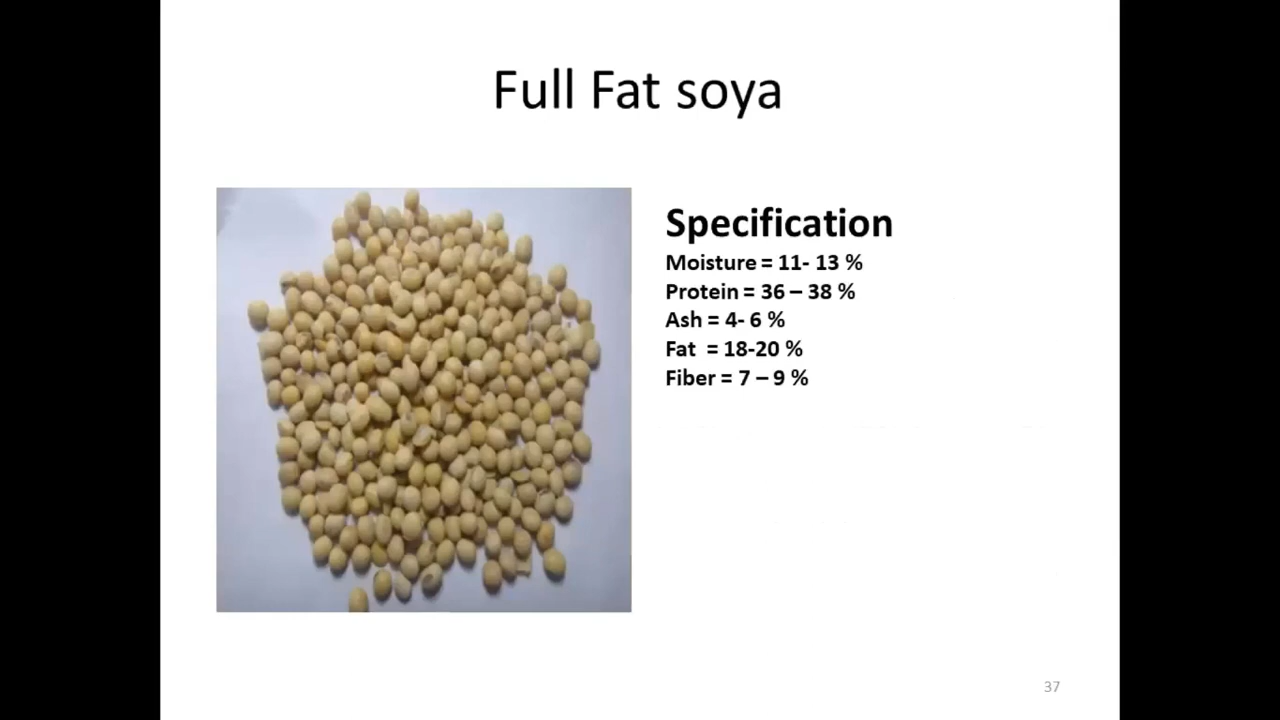 Full Fat soya
Specification
Moisture = 11- 13 %
Protein = 36 – 38 %
Ash = 4- 6 %
Fat  = 18-20 %
Fiber = 7 – 9 %
37